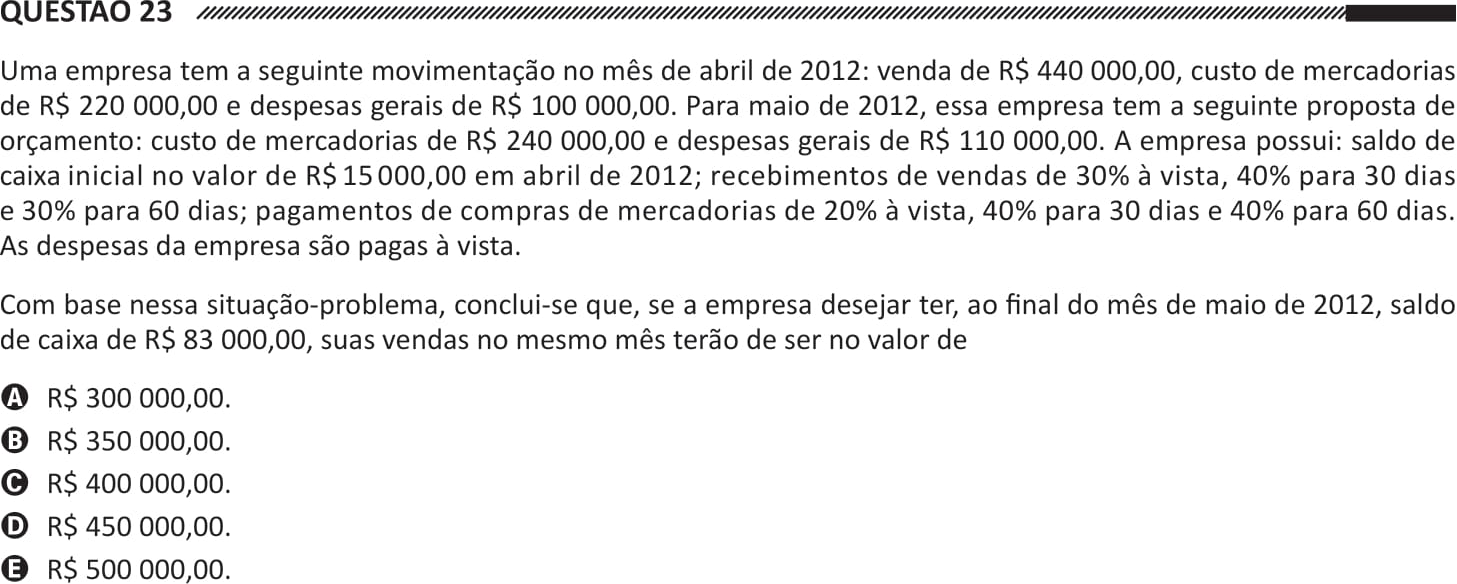 QUESTÃO 23
Uma empresa tem a seguinte movimentação no mês de abril de 2012: venda de R$ 440 000,00, custo de mercadorias
de R$ 220 000,00 e despesas gerais de R$ 100 000,00. Para maio de 2012, essa empresa tem a seguinte proposta de
orçamento: custo de mercadorias de R$ 240 000,00 e despesas gerais de R$ 110 000,00. A empresa possui: saldo de
caixa inicial no valor de R$ 15 000,00 em abril de 2012; recebimentos de vendas de 30% à vista, 40% para 30 dias
e 30% para 60 dias; pagamentos de compras de mercadorias de 20% à vista, 40% para 30 dias e 40% para 60 dias.
As despesas da empresa são pagas à vista.
Com base nessa situação-problema, conclui-se que, se a empresa desejar ter, ao final do mês de maio de 2012, saldo
de caixa de R$ 83 000,00, suas vendas no mesmo mês terão de ser no valor de
A R$ 300 000,00.
B R$ 350 000,00.
C R$ 400 000,00.
D R$ 450 000,00.
E R$ 500 000,00.